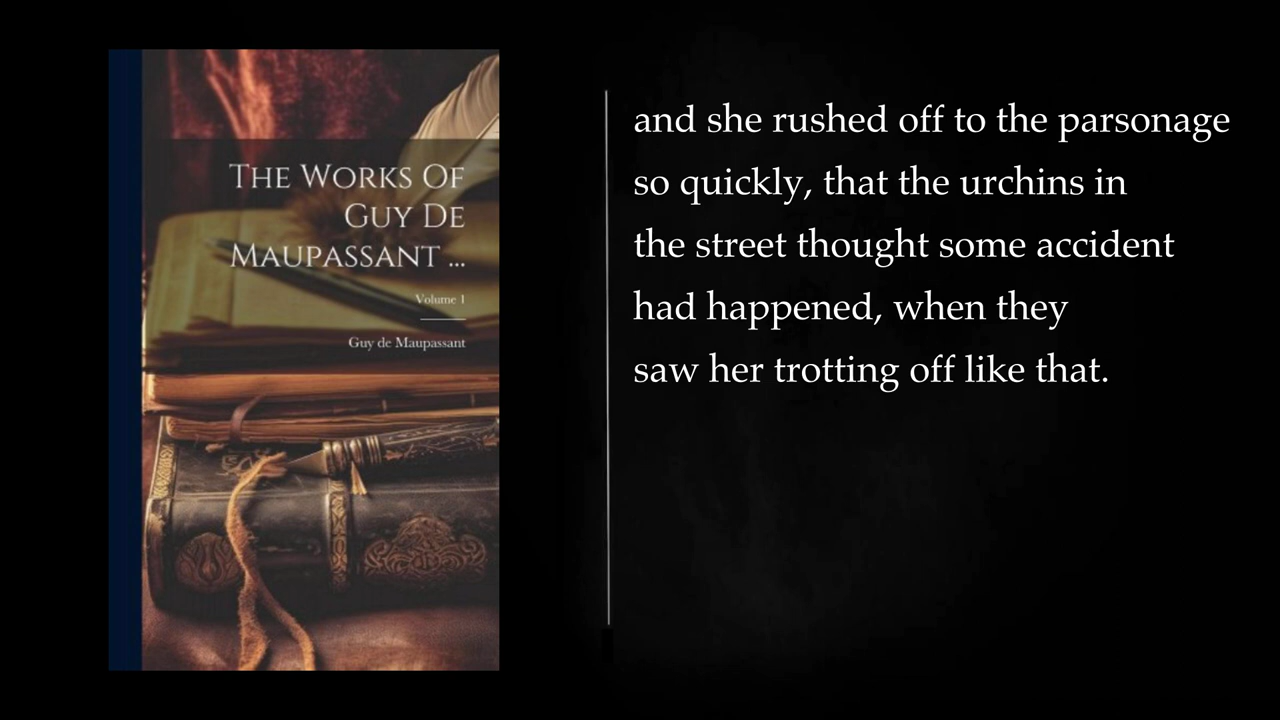 The Works Of
Guy De
Maupassant ...
Volume 1
Guy de Maupassant
and she rushed off to the parsonage
so quickly, that the urchins in
the street thought some accident
had happened, when they
saw her trotting off like that.